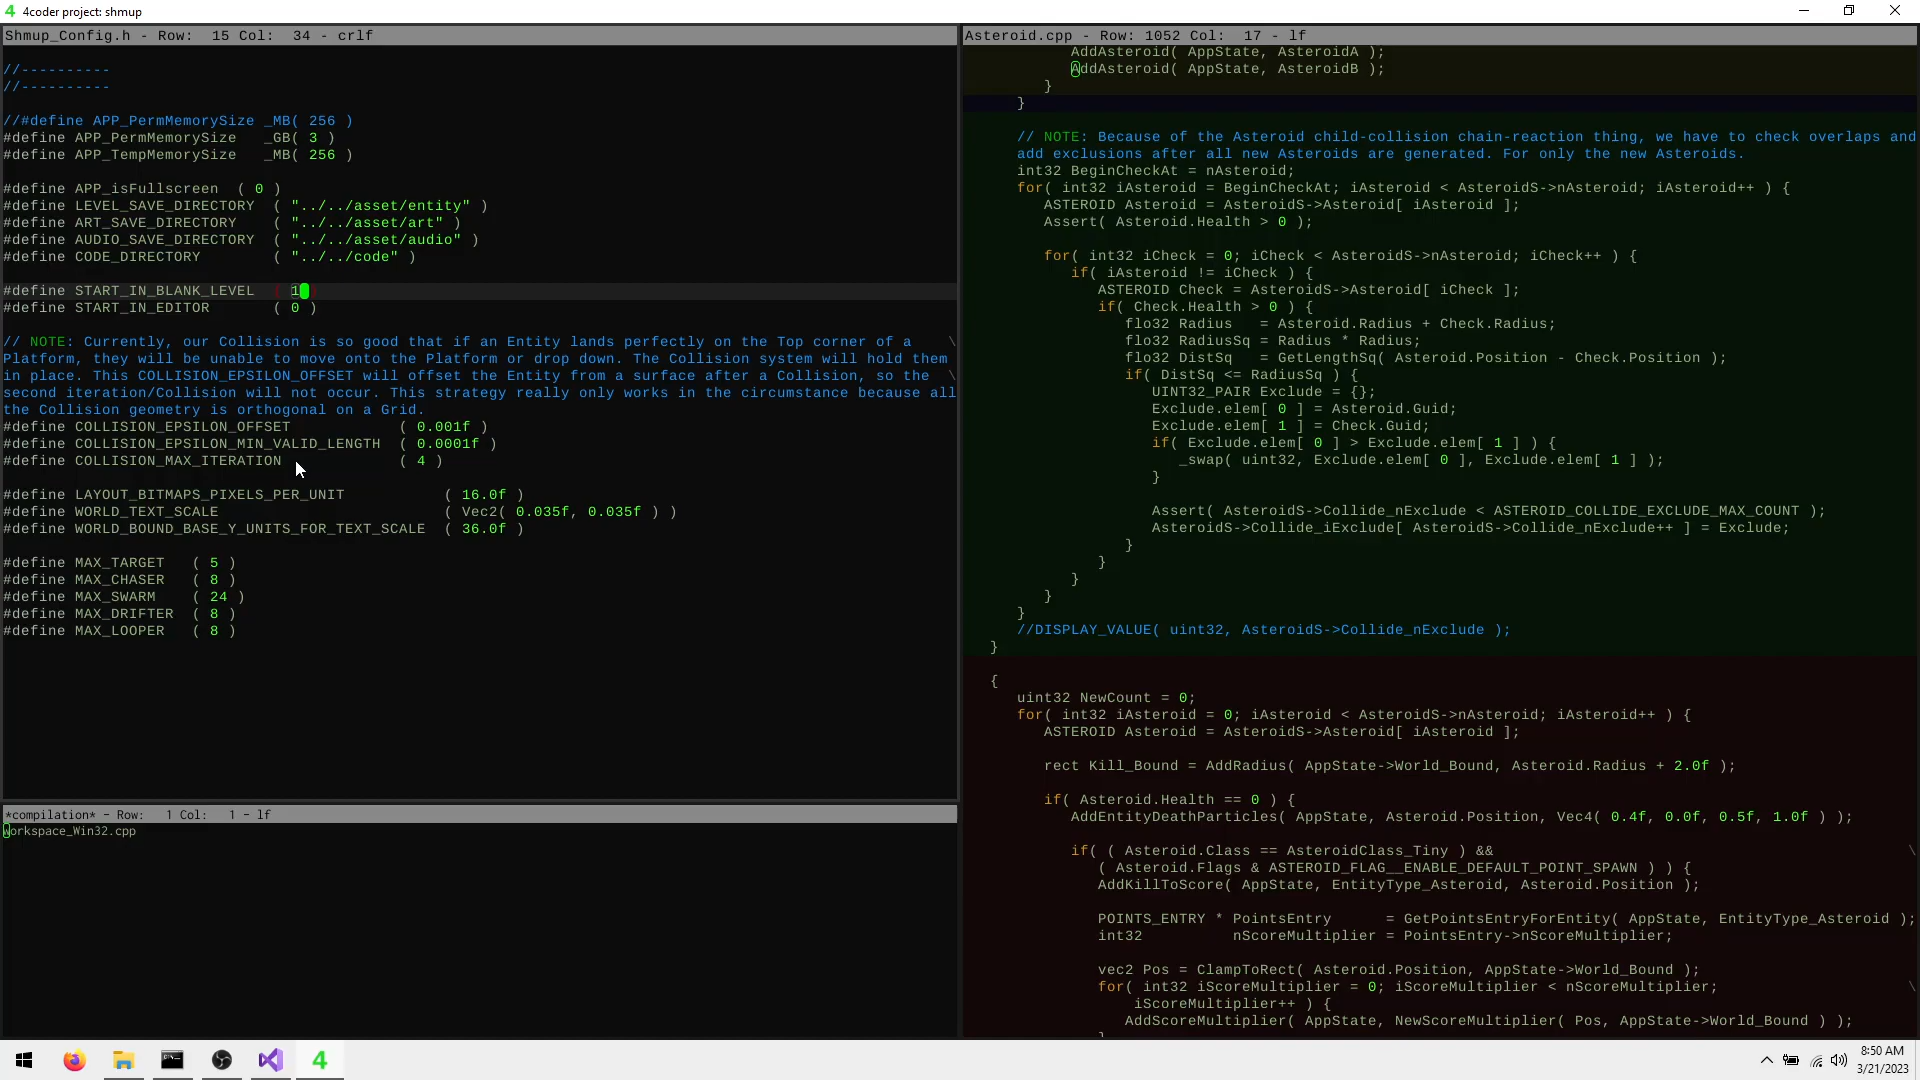 4 4coder project: shmup
Shmup_Config.h - Row: 15 Col: 34 - crlf
//----------
//----------
//#define APP_PermMemorySize _MB( 256 )
#define APP_PermMemorySize _GB( 3 )
#define APP_TempMemorySize _MB( 256 )
#define APP_isFullscreen ( 0 )
#define LEVEL_SAVE_DIRECTORY ( "../../asset/entity" )
#define ART_SAVE_DIRECTORY ( "../../asset/art" )
#define AUDIO_SAVE_DIRECTORY ( "../../asset/audio" )
#define CODE_DIRECTORY ( "../../code" )
#define START_IN_BLANK_LEVEL ( 1
#define START_IN_EDITOR ( 0 )
// NOTE: Currently, our Collision is so good that if an Entity lands perfectly on the Top corner of a \
Platform, they will be unable to move onto the Platform or drop down. The Collision system will hold them
in place. This COLLISION_EPSILON_OFFSET will offset the Entity from a surface after a Collision, so the \
second iteration/Collision will not occur. This strategy really only works in the circumstance because all
the Collision geometry is orthogonal on a Grid.
#define COLLISION_EPSILON_OFFSET ( 0.001f )
#define COLLISION_EPSILON_MIN_VALID_LENGTH ( 0.0001f )
#define COLLISION_MAX_ITERATION ( 4 )
#define LAYOUT_BITMAPS_PIXELS_PER_UNIT ( 16.0f )
#define WORLD_TEXT_SCALE ( Vec2( 0.035f, 0.035f ) )
#define WORLD_BOUND_BASE_Y_UNITS_FOR_TEXT_SCALE ( 36.0f )
#define MAX_TARGET ( 5 )
#define MAX_CHASER ( 8 )
#define MAX_SWARM ( 24 )
#define MAX_DRIFTER ( 8 )
#define MAX_LOOPER ( 8 )
*compilation* - Row: 1 Col: 1 - lf
workspace_Win32.cpp
Asteroid.cpp - Row: 1052 Col: 17 - lf
AddAsteroid( AppState, AsteroidA );
AddAsteroid( AppState, AsteroidB );
}
}
// NOTE: Because of the Asteroid child-collision chain-reaction thing, we have to check overlaps and
add exclusions after all new Asteroids are generated. For only the new Asteroids.
int32 BeginCheckAt = nAsteroid;
for( int32 iAsteroid = BeginCheckAt; iAsteroid < AsteroidS->nAsteroid; iAsteroid++ ) {
ASTEROID Asteroid = AsteroidS->Asteroid[ iAsteroid ];
Assert( Asteroid.Health > 0 );
for( int32 iCheck = 0; iCheck < AsteroidS->nAsteroid; iCheck++ ) {
if( iAsteroid != iCheck ) {
ASTEROID Check = AsteroidS->Asteroid[ iCheck ];
if( Check.Health > 0 ) {
flo32 Radius = Asteroid.Radius + Check.Radius;
flo32 RadiusSq = Radius * Radius;
flo32 DistSq = GetLengthSq( Asteroid.Position - Check.Position );
if( DistSq <= RadiusSq ) {
UINT32_PAIR Exclude = {};
Exclude.elem[ 0 ] = Asteroid.Guid;
Exclude.elem[ 1 ] = Check.Guid;
if( Exclude.elem[ 0 ] > Exclude.elem[ 1 ] ) {
_swap( uint32, Exclude.elem[ 0 ], Exclude.elem[ 1 ] );
}
Assert( AsteroidS->Collide_nExclude < ASTEROID_COLLIDE_EXCLUDE_MAX_COUNT );
AsteroidS->Collide_iExclude[ AsteroidS->Collide_nExclude++ ] = Exclude;
}
}
}
}
}
//DISPLAY_VALUE( uint32, AsteroidS->Collide_nExclude );
}
{
uint32 NewCount = 0;
for( int32 iAsteroid = 0; iAsteroid < AsteroidS->nAsteroid; iAsteroid++ ) {
ASTEROID Asteroid = AsteroidS->Asteroid[ iAsteroid ];
rect Kill_Bound = AddRadius( AppState->World_Bound, Asteroid.Radius + 2.0f );
if( Asteroid.Health == 0 ) {
AddEntityDeathParticles( AppState, Asteroid.Position, Vec4( 0.4f, 0.0f, 0.5f, 1.0f ) );
if( ( Asteroid.Class == AsteroidClass_Tiny ) && \
( Asteroid.Flags & ASTEROID_FLAG__ENABLE_DEFAULT_POINT_SPAWN ) ) {
AddKillToScore( AppState, EntityType_Asteroid, Asteroid.Position );
POINTS_ENTRY * PointsEntry = GetPointsEntryForEntity( AppState, EntityType_Asteroid );
int32 nScoreMultiplier = PointsEntry->nScoreMultiplier;
vec2 Pos = ClampToRect( Asteroid.Position, AppState->World_Bound );
for( int32 iScoreMultiplier = 0; iScoreMultiplier < nScoreMultiplier; \
iScoreMultiplier++ ) {
AddScoreMultiplier( AppState, NewScoreMultiplier( Pos, AppState->World_Bound ) );
4
8:50 AM
3/21/2023